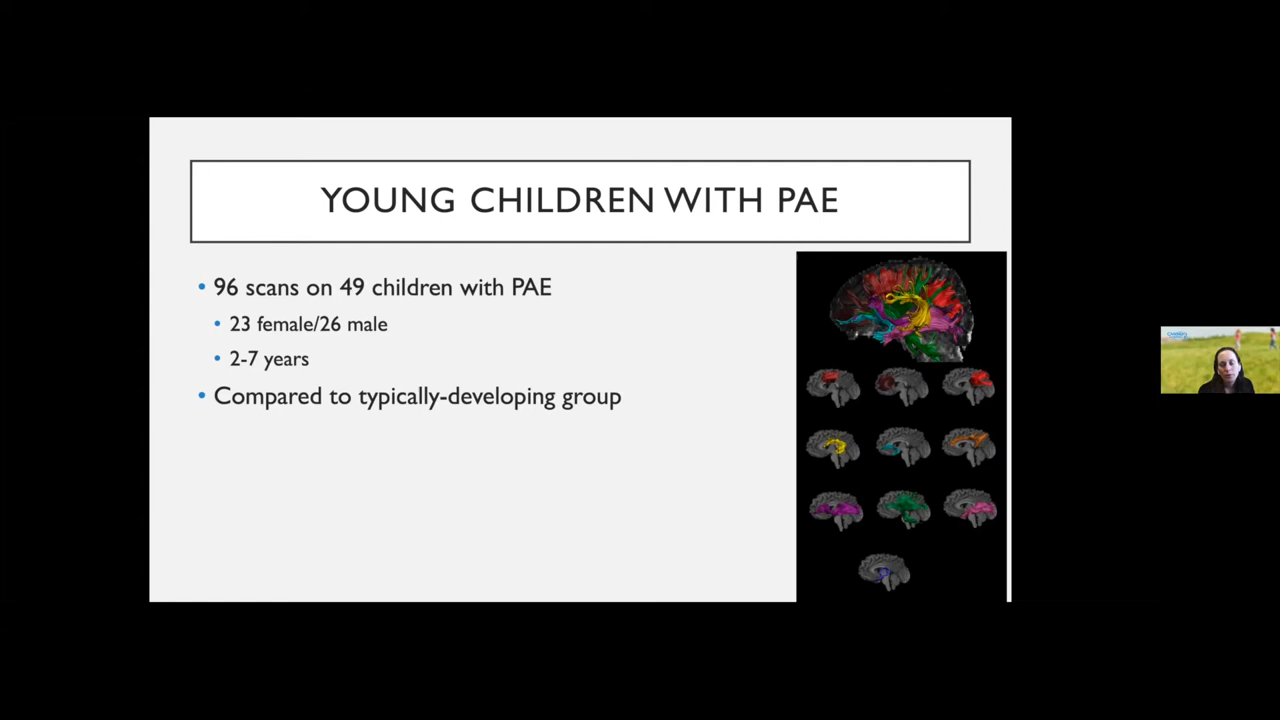 YOUNG CHILDREN WITH PAE
• 96 scans on 49 children with PAE
• 23 female/26 male
• 2-7 years
• Compared to typically-developing group